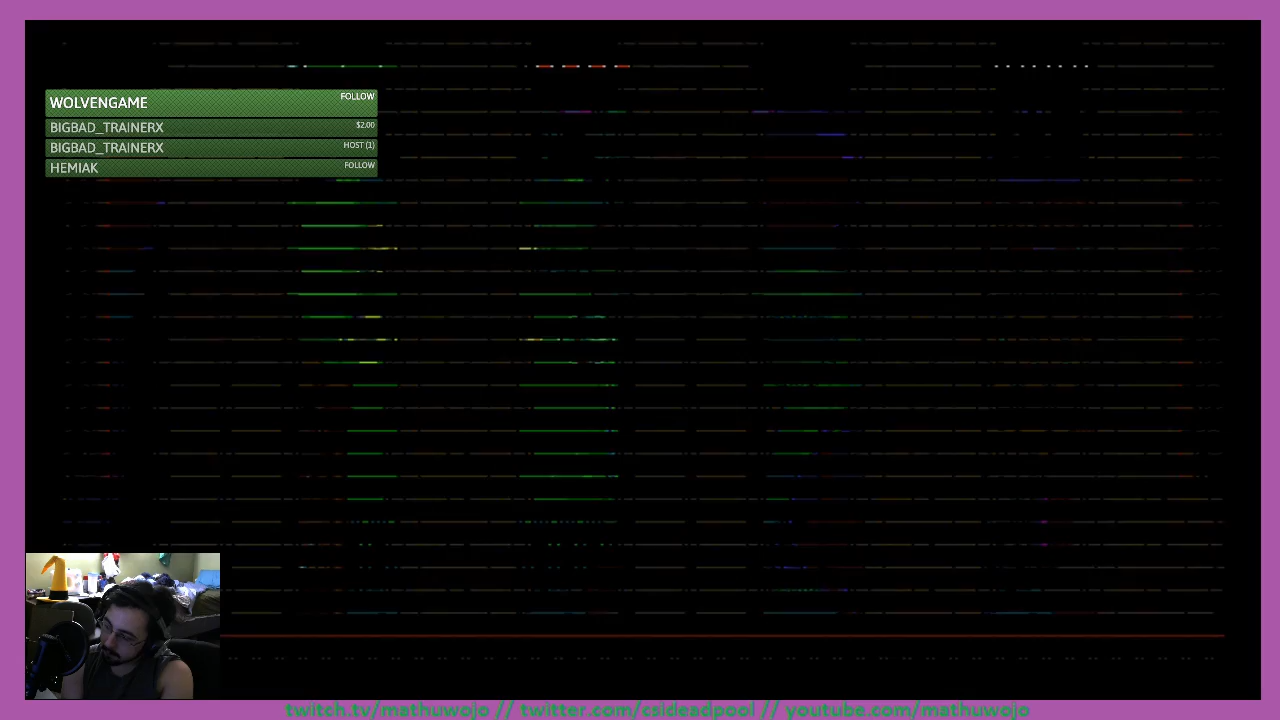 WOLVENGAME FOLLOW
BIGBAD_TRAINERX $2.00
BIGBAD_TRAINERX HOST (1)
HEMIAK FOLLOW
twitch.tv/mathuwojo // twitter.com/csideadpool // youtube.com/mathuwojo